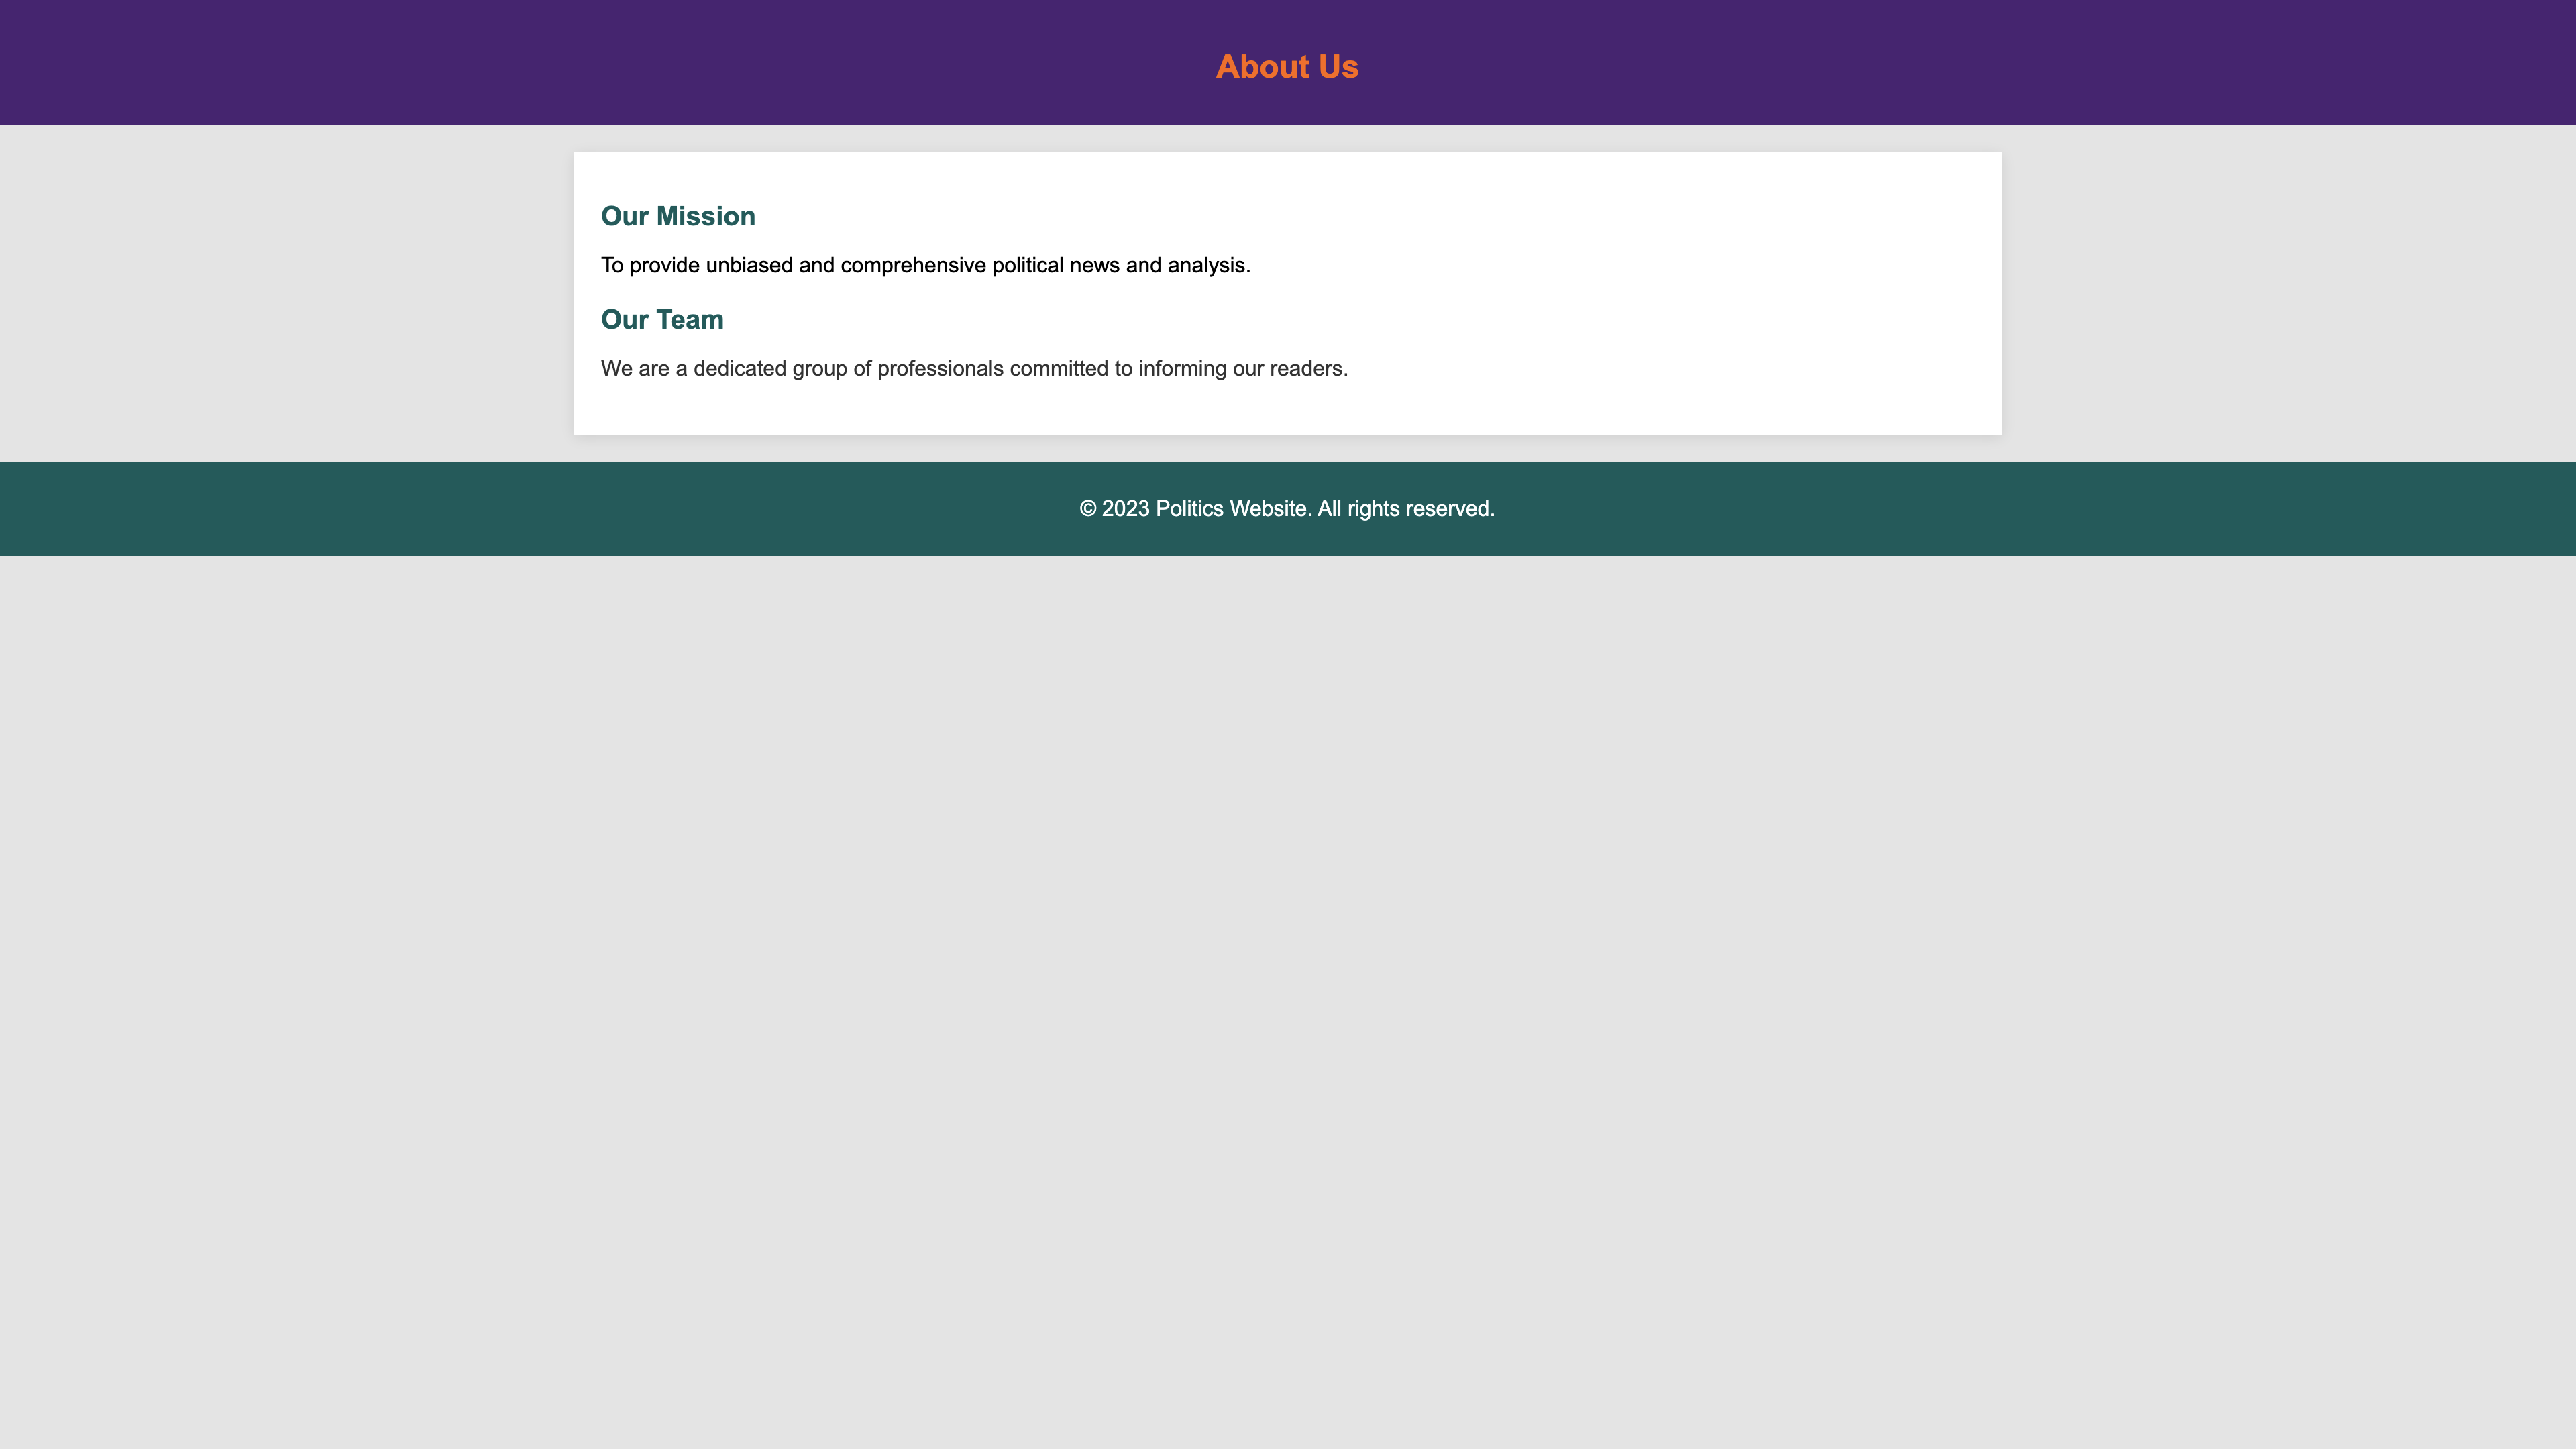 About Us
Our Mission
To provide unbiased and comprehensive political news and analysis.
Our Team
We are a dedicated group of professionals committed to informing our readers.
© 2023 Politics Website. All rights reserved.